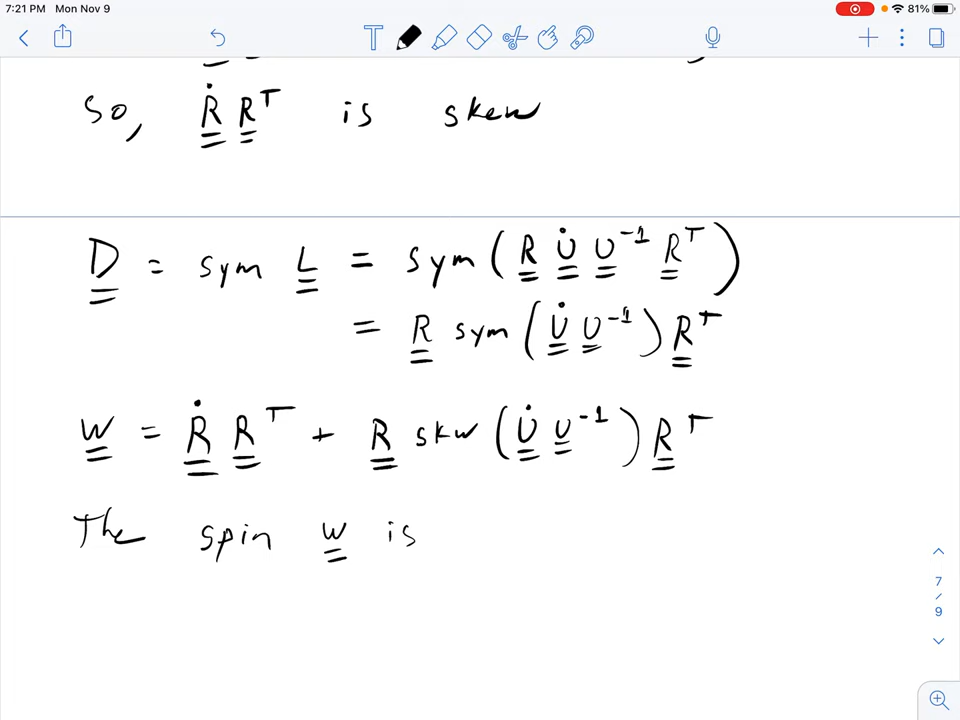 7:21 PM Mon Nov 9 81%
T
So, Ṙ Rᵀ is skew
D = sym L = sym(R U̇ U⁻¹ Rᵀ)
= R sym(U̇ U⁻¹) Rᵀ
W = Ṙ Rᵀ + R skw(U̇ U⁻¹) Rᵀ
The spin W is
7
/
9